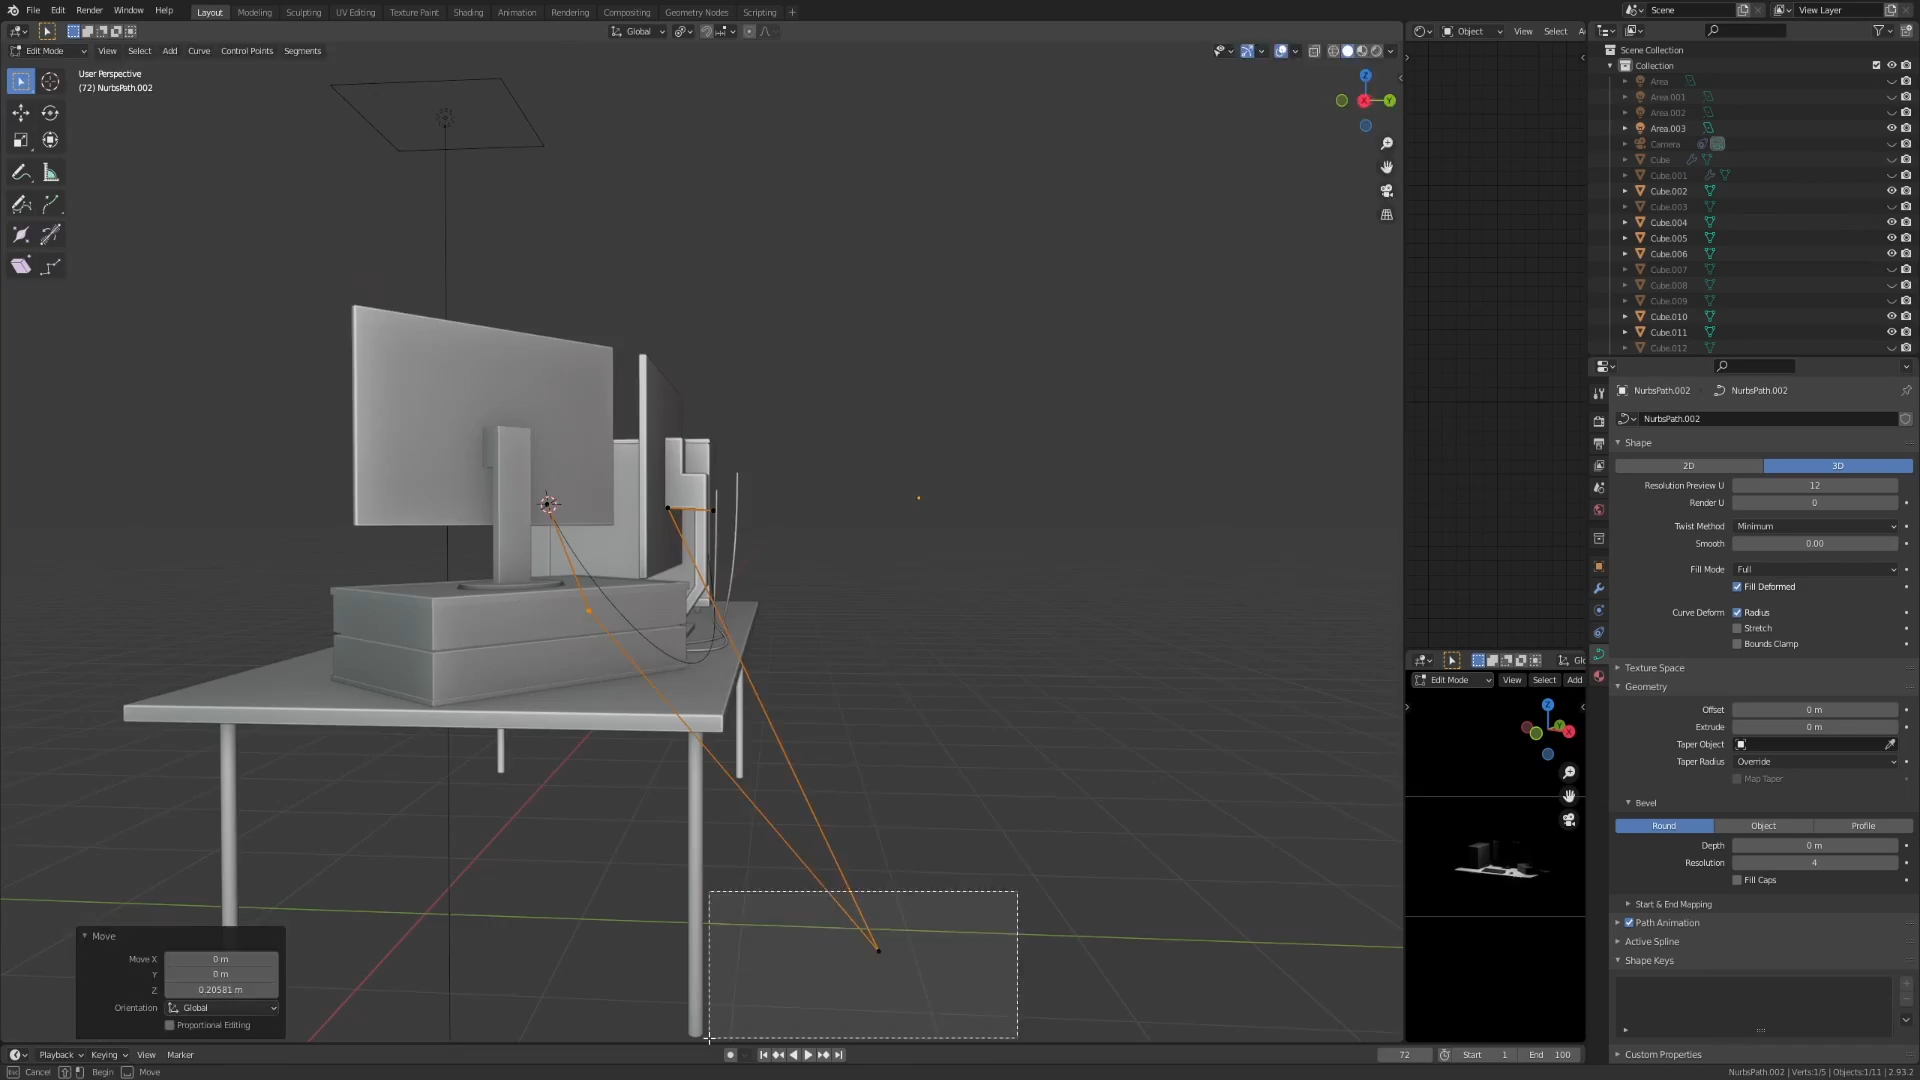 File Edit Render Window Help
Layout Modeling Sculpting UV Editing Texture Paint Shading Animation Rendering Compositing Geometry Nodes Scripting +
Scene
View Layer
Global
Object View Select
Edit Mode View Select Add Curve Control Points Segments
User Perspective
(72) NurbsPath.002
Z
X
Y
Scene Collection
Collection
Area
Area.001
Area.002
Area.003
Camera
Cube
Cube.001
Cube.002
Cube.003
Cube.004
Cube.005
Cube.006
Cube.007
Cube.008
Cube.009
Cube.010
Cube.011
Cube.012
NurbsPath.002 NurbsPath.002
NurbsPath.002
Shape
2D 3D
Resolution Preview U 12
Render U 0
Twist Method Minimum
Smooth 0.00
Fill Mode Full
Fill Deformed
Curve Deform Radius
Stretch
Bounds Clamp
Texture Space
Geometry
Offset 0 m
Extrude 0 m
Taper Object
Taper Radius Override
Map Taper
Bevel
Round Object Profile
Depth 0 m
Resolution 4
Fill Caps
Start & End Mapping
Path Animation
Active Spline
Shape Keys
Custom Properties
Edit Mode View Select Add
Z
Y
X
Move
Move X 0 m
Y 0 m
Z 0.20581 m
Orientation Global
Proportional Editing
Playback Keying View Marker
72 Start 1 End 100
Cancel Begin Move
NurbsPath.002 | Verts:1/5 | Objects:1/11 | 2.93.2